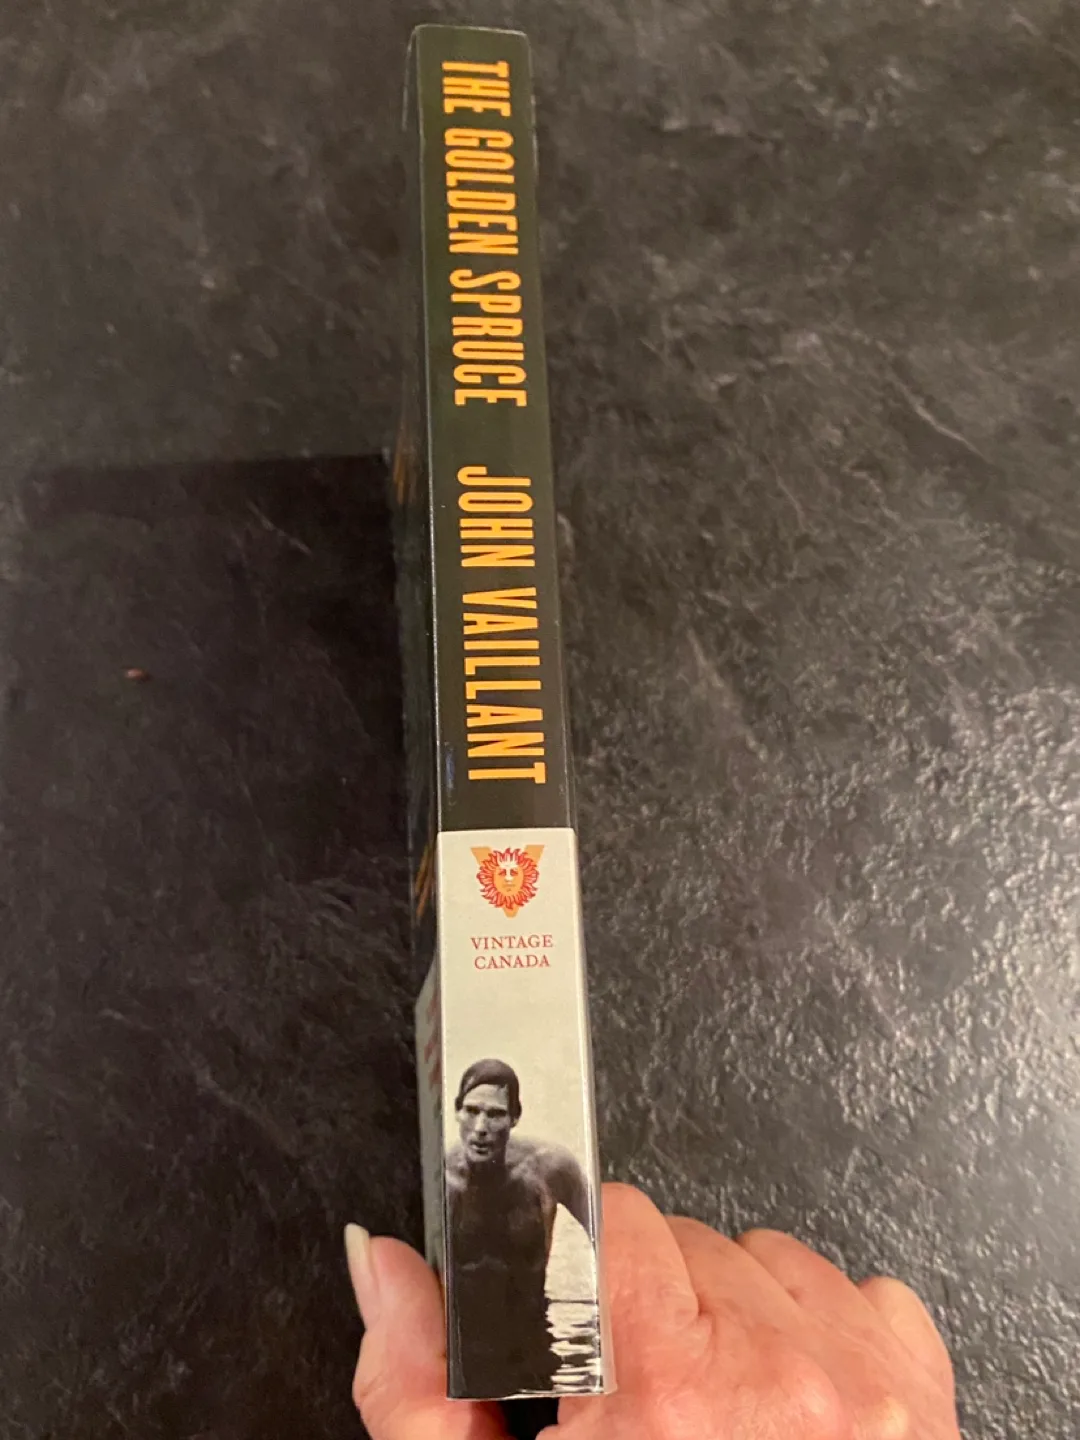 THE GOLDEN SPRUCE JOHN VAILLANT
V
VINTAGE
CANADA